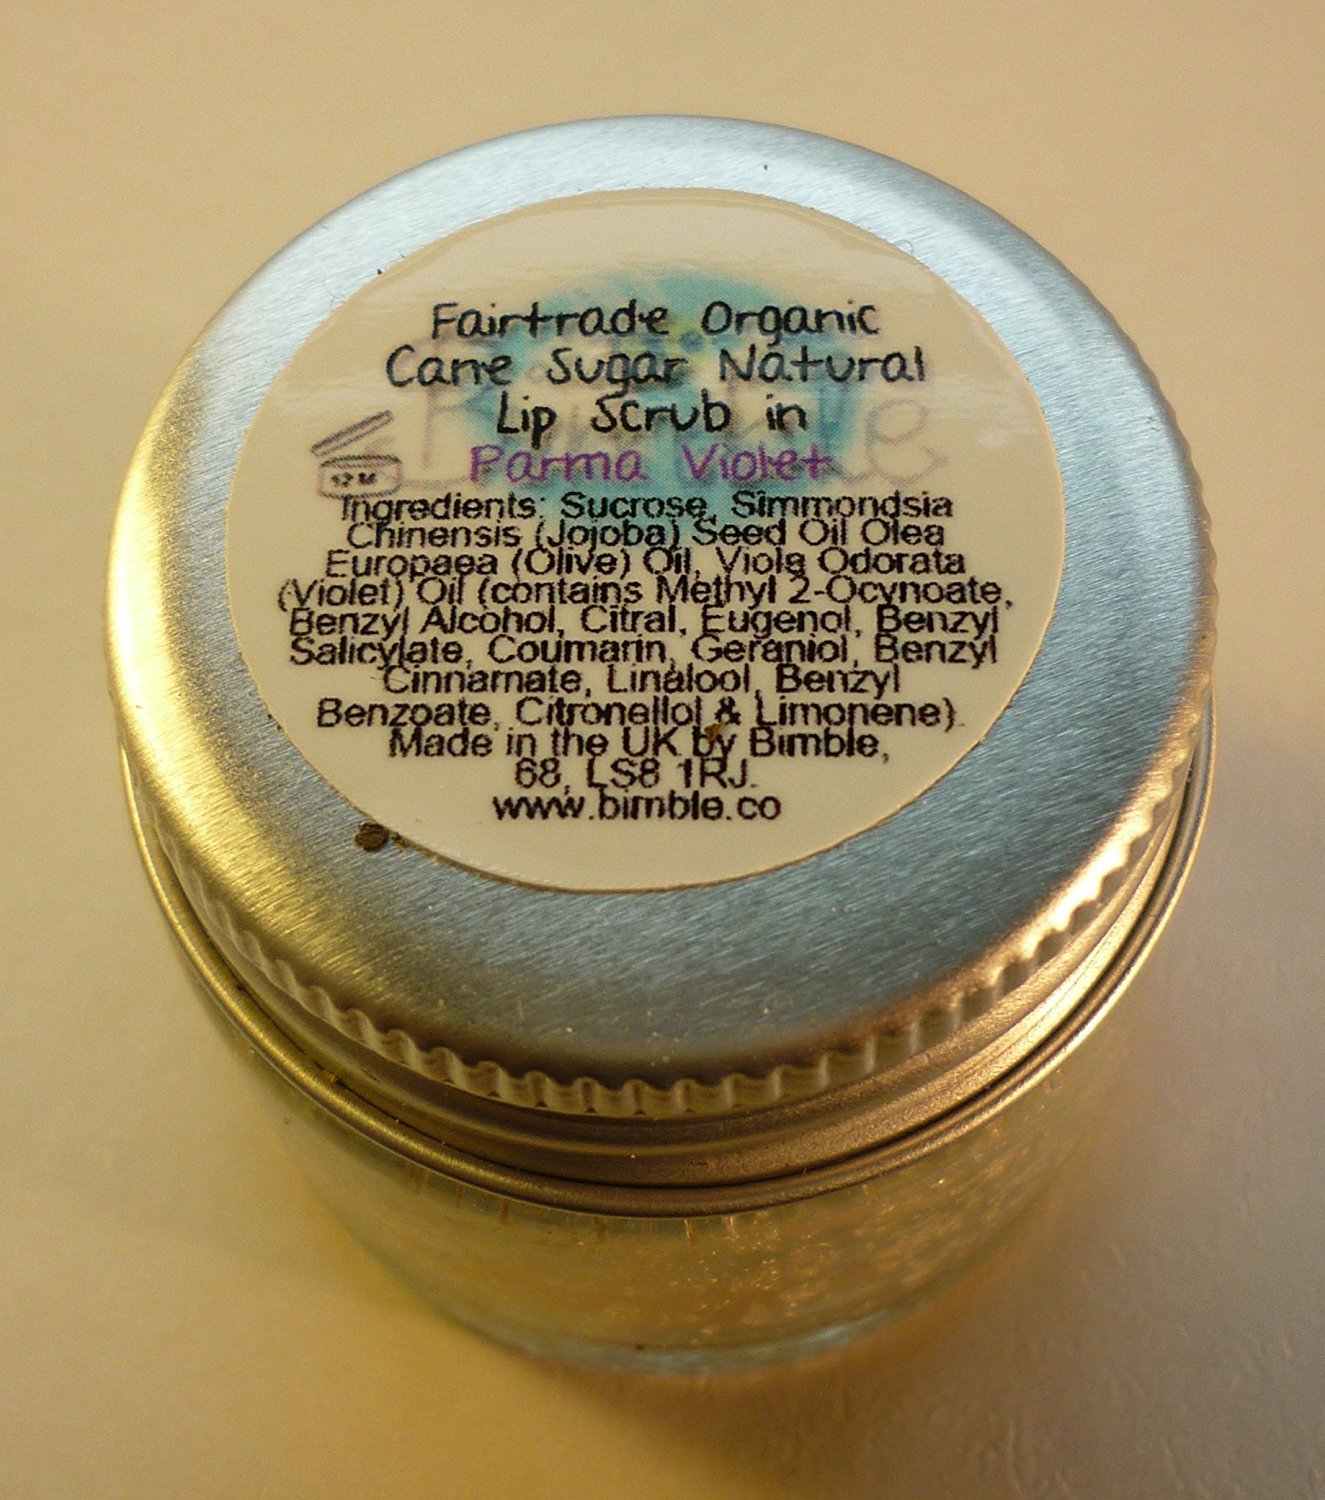 Fairtrade Organic
Cane Sugar Natural
Lip Scrub in
Parma Violet
12 M
Ingredients: Sucrose, Simmondsia
Chinensis (Jojoba) Seed Oil Olea
Europaea (Olive) Oil, Viola Odorata
(Violet) Oil (contains Methyl 2-Ocynoate,
Benzyl Alcohol, Citral, Eugenol, Benzyl
Salicylate, Coumarin, Geraniol, Benzyl
Cinnamate, Linalool, Benzyl
Benzoate, Citronellol & Limonene).
Made in the UK by Bimble,
68, LS8 1RJ.
www.bimble.co